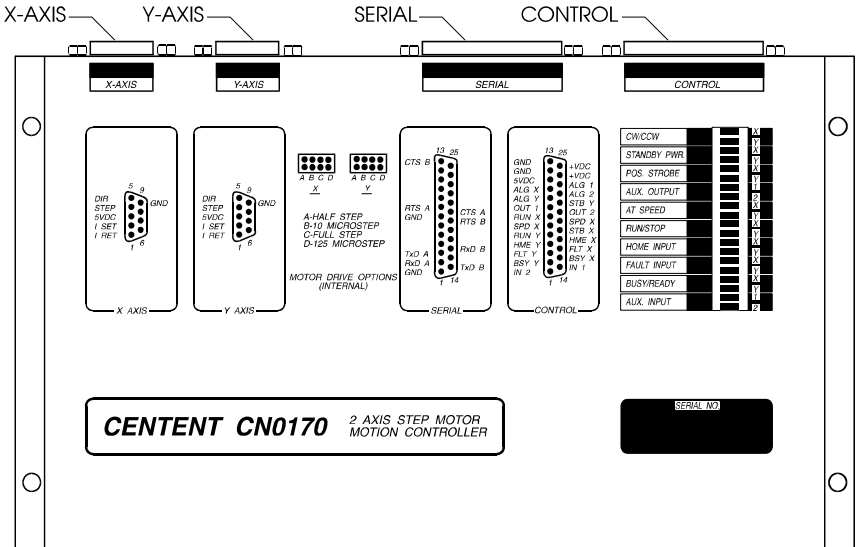 X-AXIS
Y-AXIS
SERIAL
CONTROL
X-AXIS
Y-AXIS
SERIAL
CONTROL
5 9
DIR
STEP
5VDC
I SET
I RET
GND
1 6
X AXIS
5 9
DIR
STEP
5VDC
I SET
I RET
GND
1 6
Y AXIS
A B C D
X
A B C D
Y
A-HALF STEP
B-10 MICROSTEP
C-FULL STEP
D-125 MICROSTEP
MOTOR DRIVE OPTIONS
(INTERNAL)
13 25
CTS B
RTS A
GND
TxD A
RxD A
GND
CTS A
RTS B
RxD B
TxD B
1 14
SERIAL
13 25
GND
GND
5VDC
ALG X
ALG Y
OUT 1
RUN X
SPD X
RUN Y
HME Y
FLT Y
BSY Y
IN 2
+VDC
+VDC
ALG 1
ALG 2
STB Y
OUT 2
SPD X
STB X
HME X
FLT X
BSY X
IN 1
1 14
CONTROL
CW/CCW X
Y
STANDBY PWR. X
Y
POS. STROBE X
Y
AUX. OUTPUT 1
2
AT SPEED X
Y
RUN/STOP X
Y
HOME INPUT X
Y
FAULT INPUT X
Y
BUSY/READY X
Y
AUX. INPUT 1
2
CENTENT CN0170
2 AXIS STEP MOTOR
MOTION CONTROLLER
SERIAL NO.